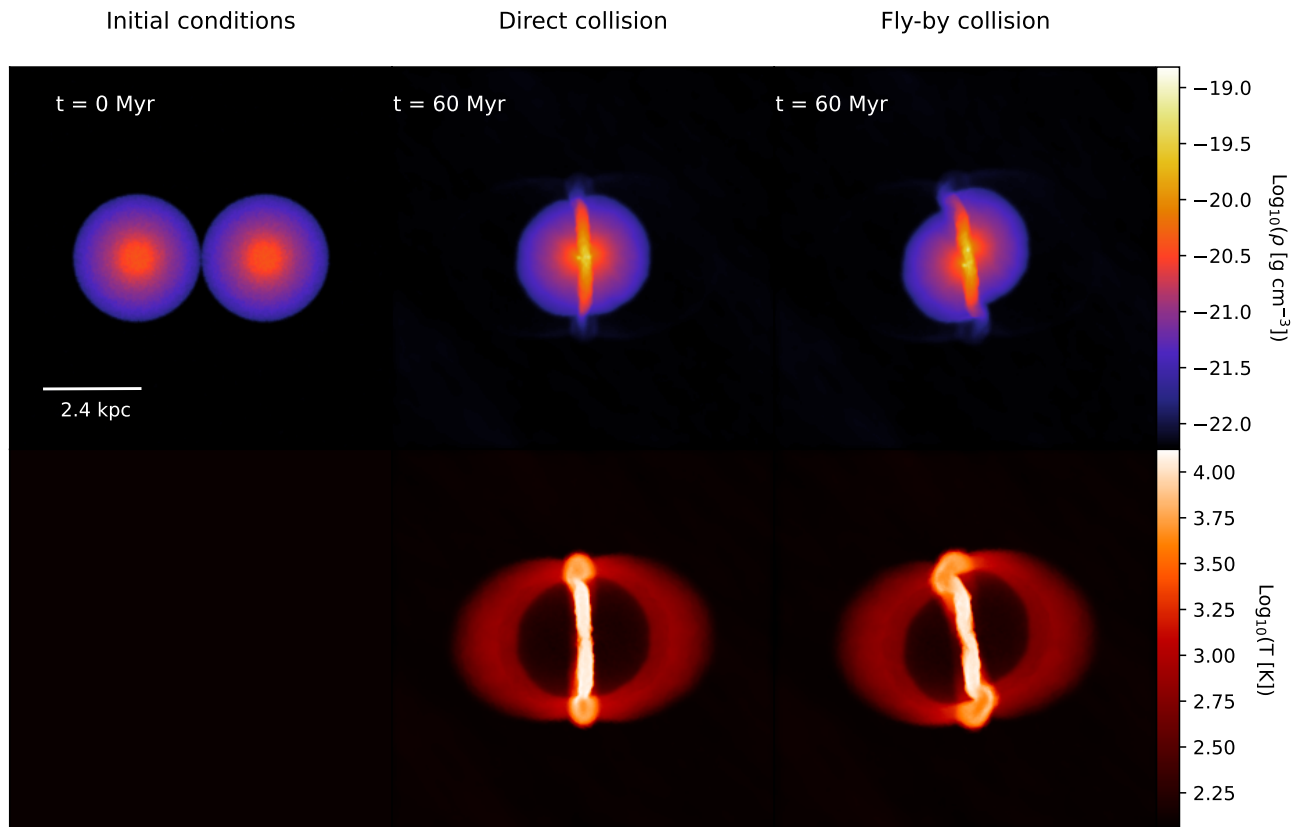 Initial conditions
Direct collision
Fly-by collision
t = 0 Myr
t = 60 Myr
t = 60 Myr
2.4 kpc
−19.0
−19.5
−20.0
−20.5
−21.0
−21.5
−22.0
Log₁₀(ρ [g cm⁻³])
4.00
3.75
3.50
3.25
3.00
2.75
2.50
2.25
Log₁₀(T [K])